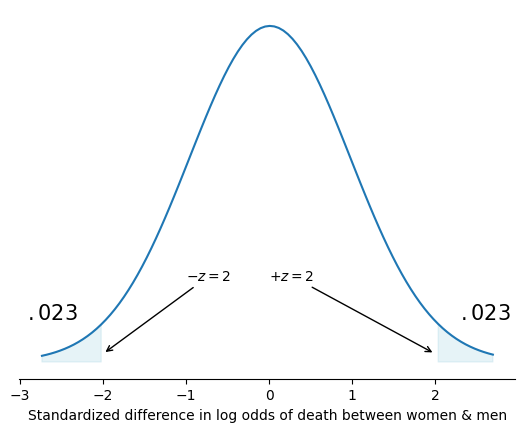 −z = 2
+z = 2
.023
.023
−3
−2
−1
0
1
2
Standardized difference in log odds of death between women & men